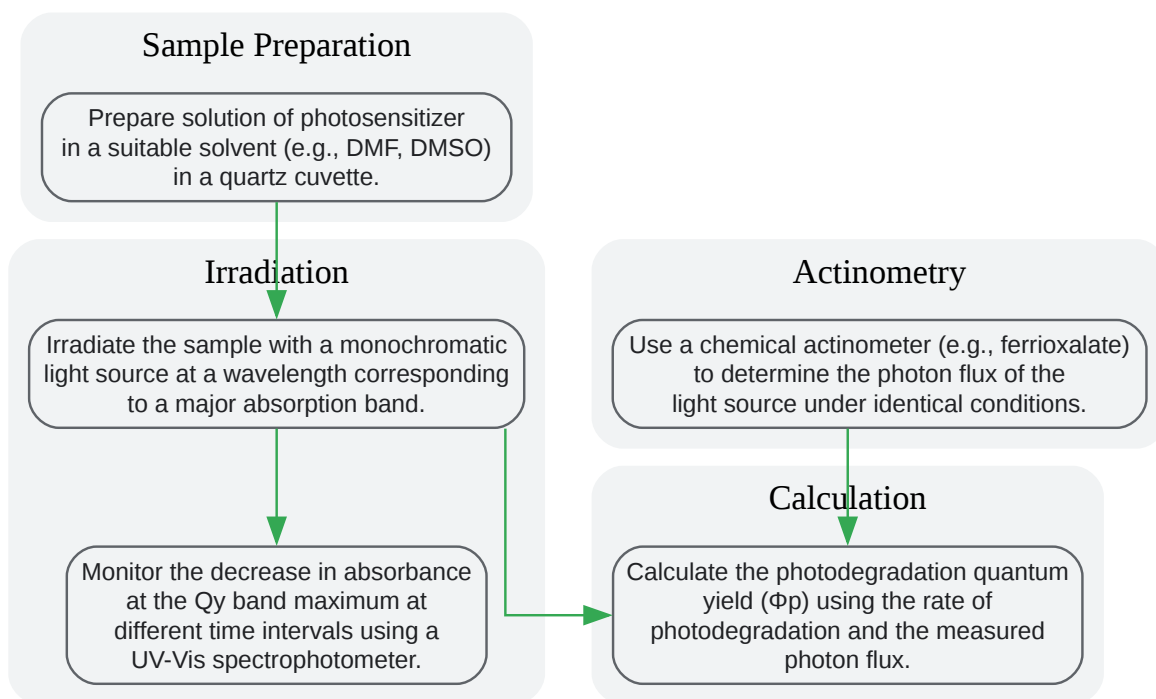 Sample Preparation
Prepare solution of photosensitizer
in a suitable solvent (e.g., DMF, DMSO)
in a quartz cuvette.
Irradiation
Irradiate the sample with a monochromatic
light source at a wavelength corresponding
to a major absorption band.
Monitor the decrease in absorbance
at the Qy band maximum at
different time intervals using a
UV-Vis spectrophotometer.
Actinometry
Use a chemical actinometer (e.g., ferrioxalate)
to determine the photon flux of the
light source under identical conditions.
Calculation
Calculate the photodegradation quantum
yield (Φp) using the rate of
photodegradation and the measured
photon flux.